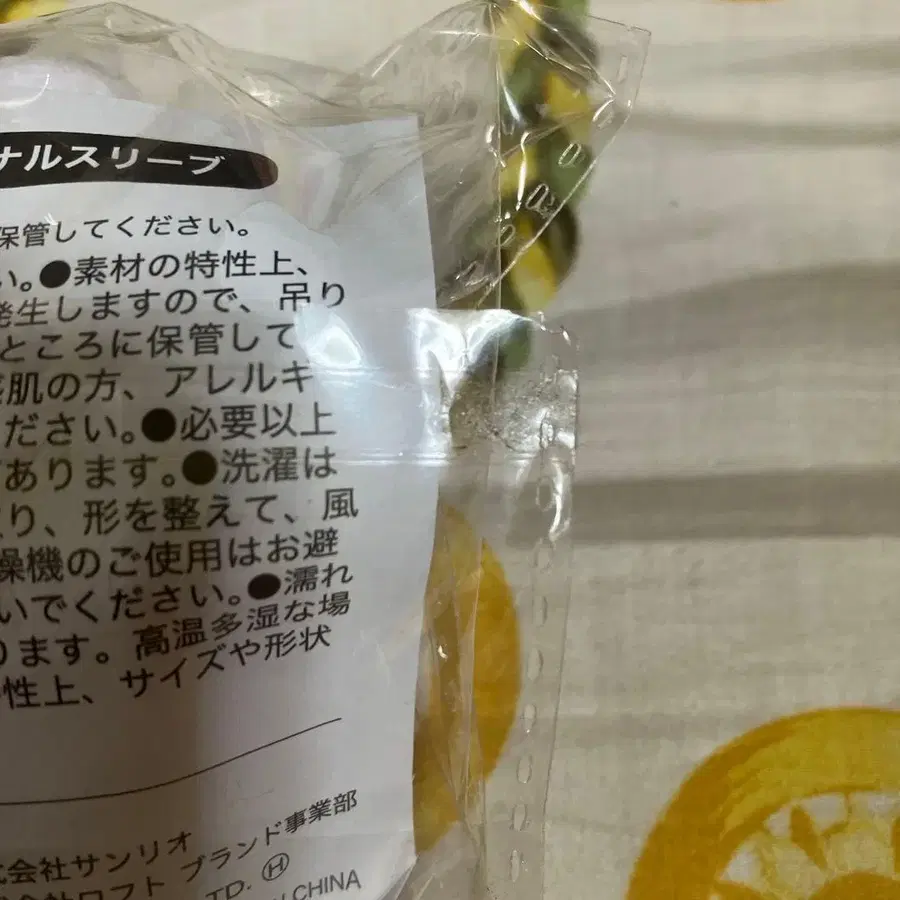 ナルスリーブ
保管してください。
い。●素材の特性上、
発生しますので、吊り
ところに保管して
肌の方、アレルギ
ださい。●必要以上
あります。●洗濯は
り、形を整えて、風
燥機のご使用はお避
いでください。●濡れ
ります。高温多湿な場
性上、サイズや形状
式会社サンリオ ブランド事業部
会社ロフト
LTD. Ⓗ
CHINA